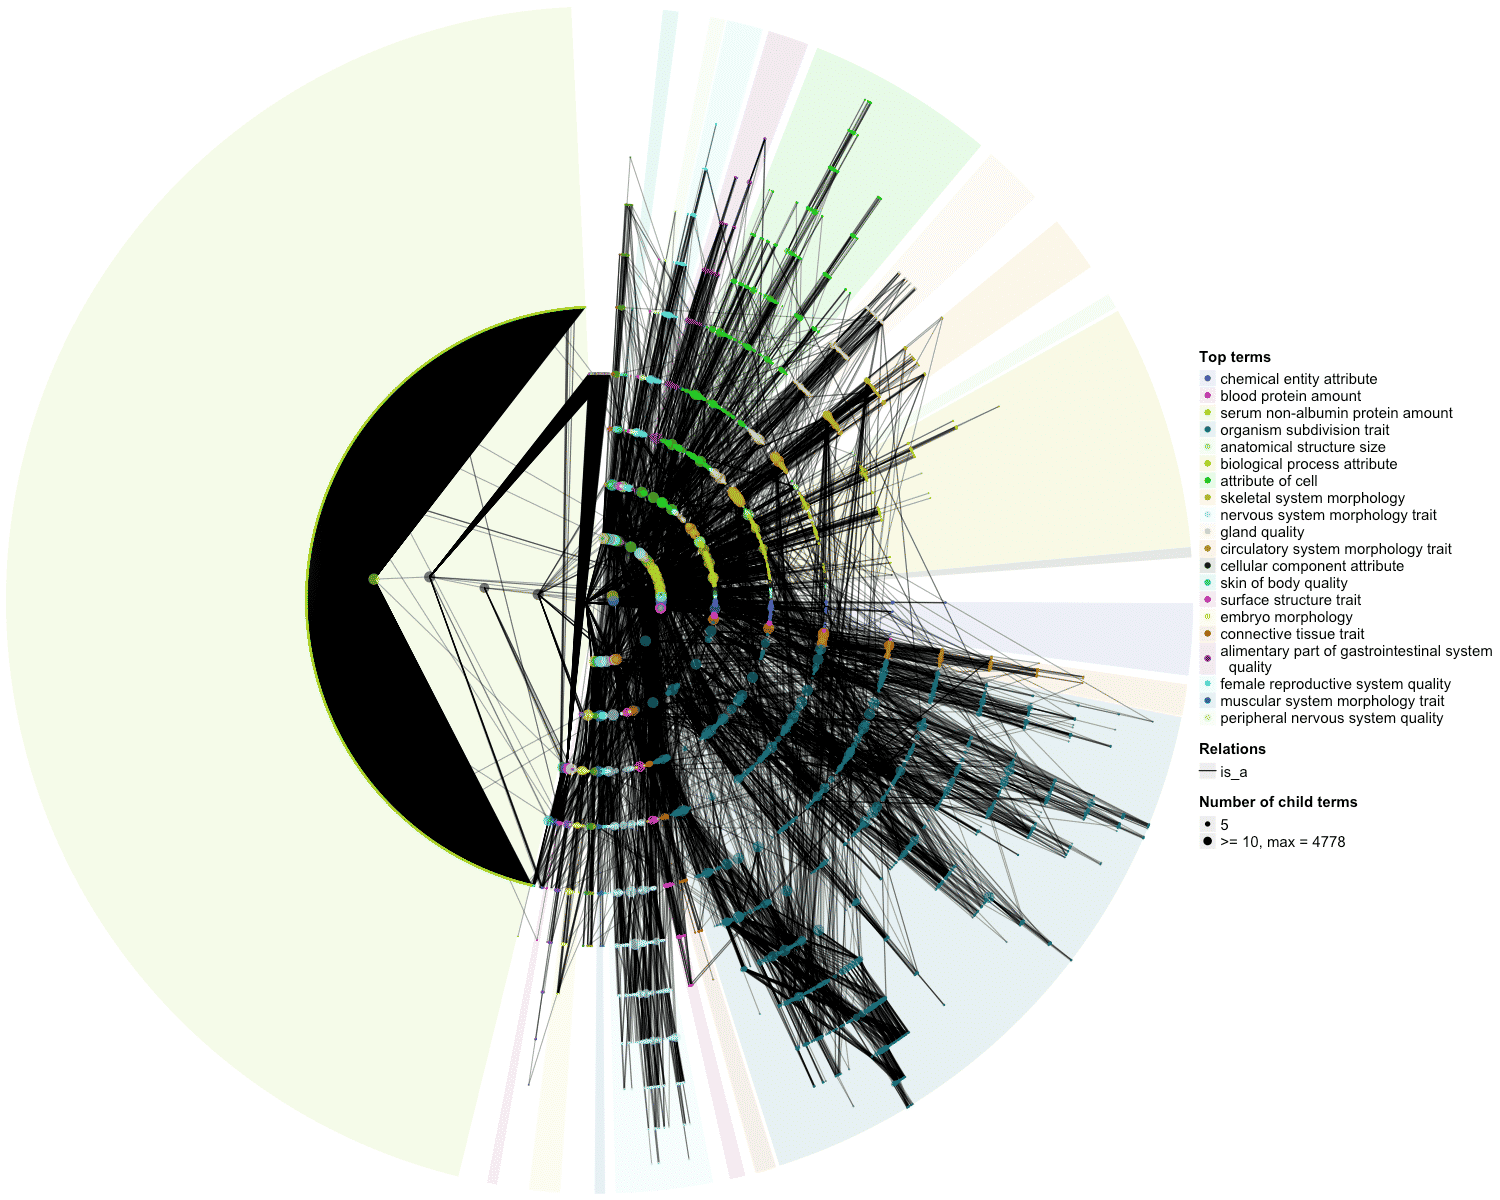 Top terms
chemical entity attribute
blood protein amount
serum non-albumin protein amount
organism subdivision trait
anatomical structure size
biological process attribute
attribute of cell
skeletal system morphology
nervous system morphology trait
gland quality
circulatory system morphology trait
cellular component attribute
skin of body quality
surface structure trait
embryo morphology
connective tissue trait
alimentary part of gastrointestinal system
quality
female reproductive system quality
muscular system morphology trait
peripheral nervous system quality
Relations
is_a
Number of child terms
5
>= 10, max = 4778